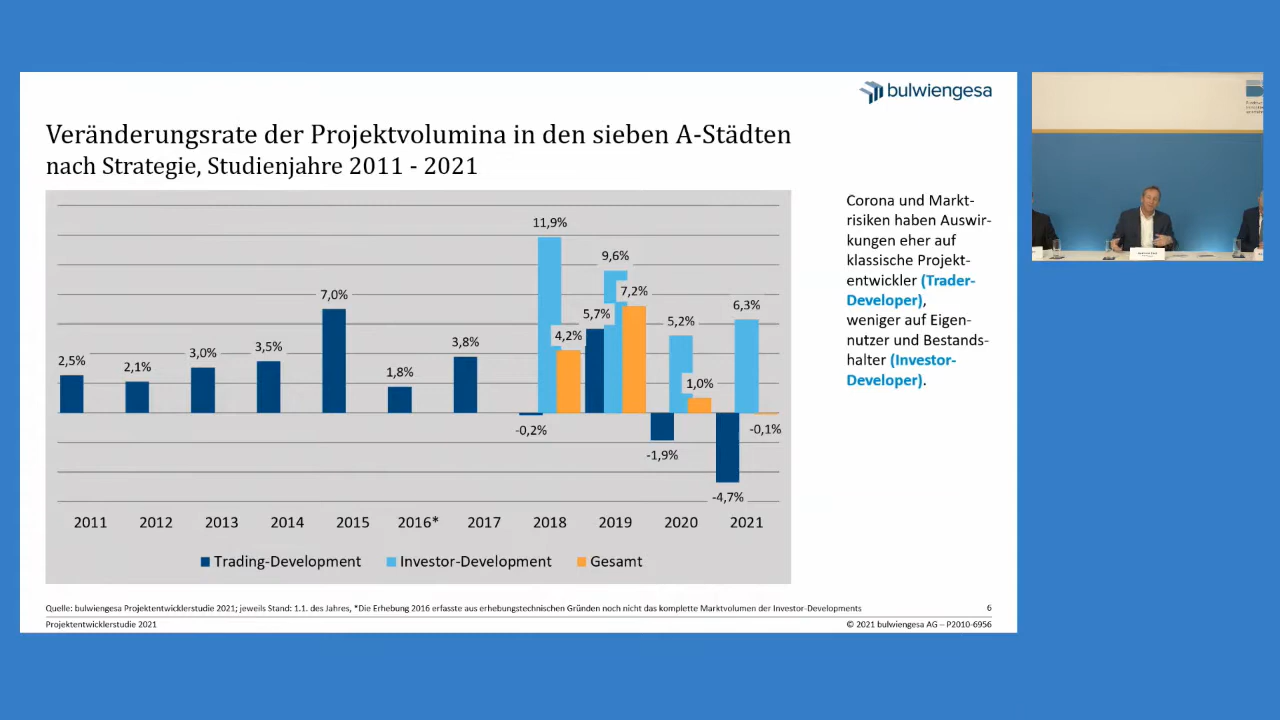 bulwiengesa
Veränderungsrate der Projektvolumina in den sieben A-Städten
nach Strategie, Studienjahre 2011 - 2021
2,5%
2,1%
3,0%
3,5%
7,0%
1,8%
3,8%
-0,2%
11,9%
4,2%
5,7%
9,6%
7,2%
-1,9%
5,2%
1,0%
-4,7%
6,3%
-0,1%
2011 2012 2013 2014 2015 2016* 2017 2018 2019 2020 2021
Trading-Development Investor-Development Gesamt
Corona und Markt-
risiken haben Auswir-
kungen eher auf
klassische Projekt-
entwickler (Trader-
Developer),
weniger auf Eigen-
nutzer und Bestands-
halter (Investor-
Developer).
Quelle: bulwiengesa Projektentwicklerstudie 2021; jeweils Stand: 1.1. des Jahres, *Die Erhebung 2016 erfasste aus erhebungstechnischen Gründen noch nicht das komplette Marktvolumen der Investor-Developments
6
Projektentwicklerstudie 2021
© 2021 bulwiengesa AG – P2010-6956